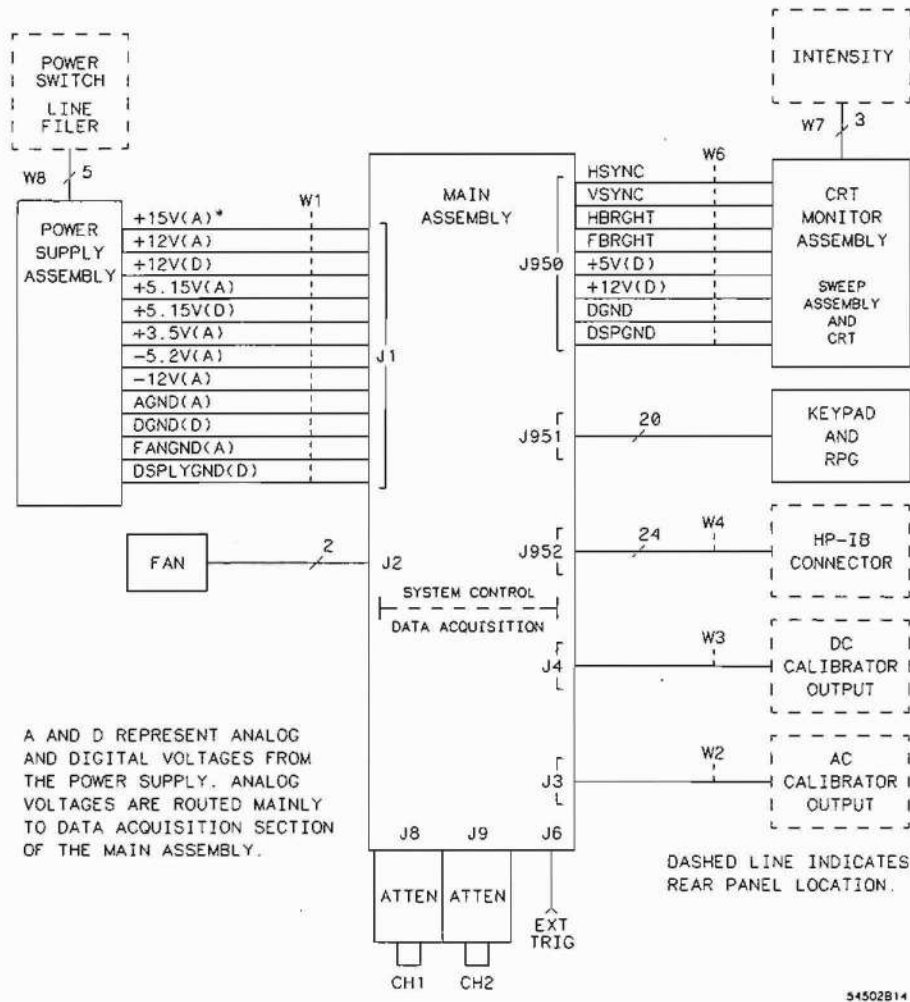 POWER
SWITCH
LINE
FILER
W8
5
POWER
SUPPLY
ASSEMBLY
W1
+15V(A)*
+12V(A)
+12V(D)
+5.15V(A)
+5.15V(D)
+3.5V(A)
-5.2V(A)
-12V(A)
AGND(A)
DGND(D)
FANGND(A)
DSPLYGND(D)
J1
FAN
2
J2
MAIN
ASSEMBLY
J950
J951
J952
SYSTEM CONTROL
DATA ACQUISITION
J4
J3
J8
J9
J6
ATTEN
ATTEN
CH1
CH2
EXT
TRIG
INTENSITY
W7
3
W6
HSYNC
VSYNC
HBRGHT
FBRGHT
+5V(D)
+12V(D)
DGND
DSPGND
CRT
MONITOR
ASSEMBLY
SWEEP
ASSEMBLY
AND
CRT
20
KEYPAD
AND
RPG
24
W4
HP-IB
CONNECTOR
W3
DC
CALIBRATOR
OUTPUT
W2
AC
CALIBRATOR
OUTPUT
A AND D REPRESENT ANALOG
AND DIGITAL VOLTAGES FROM
THE POWER SUPPLY. ANALOG
VOLTAGES ARE ROUTED MAINLY
TO DATA ACQUISITION SECTION
OF THE MAIN ASSEMBLY.
DASHED LINE INDICATES
REAR PANEL LOCATION.
54502B14